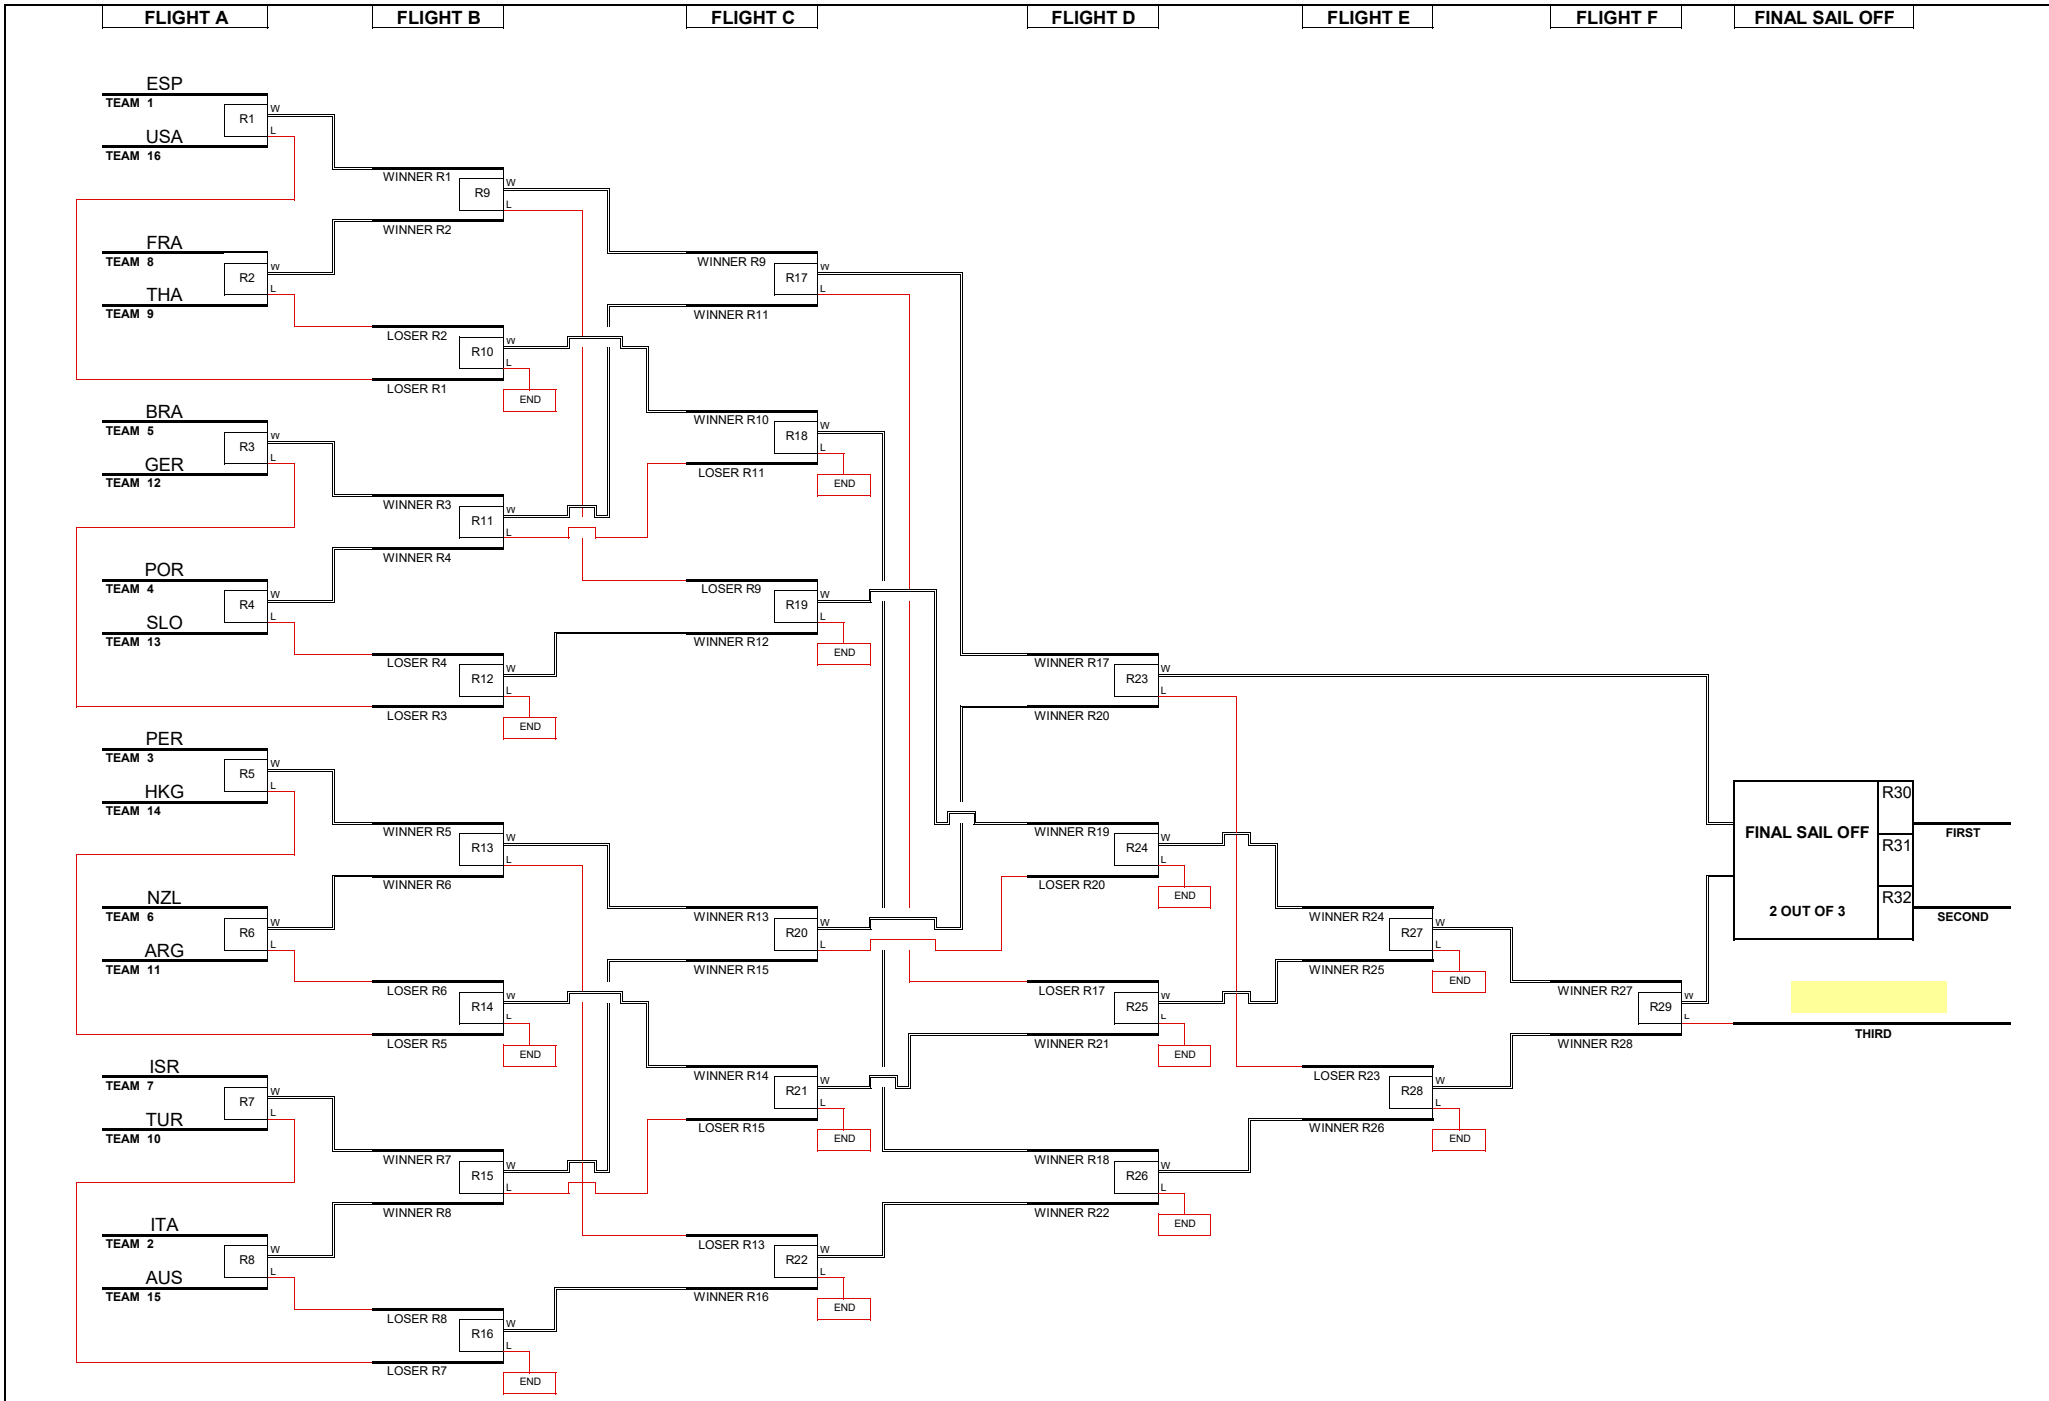 FLIGHT A
FLIGHT B
FLIGHT C
FLIGHT D
FLIGHT E
FLIGHT F
FINAL SAIL OFF
ESP
TEAM 1
R1
W
L
USA
TEAM 16
FRA
TEAM 8
R2
W
L
THA
TEAM 9
BRA
TEAM 5
R3
W
L
GER
TEAM 12
POR
TEAM 4
R4
W
L
SLO
TEAM 13
PER
TEAM 3
R5
W
L
HKG
TEAM 14
NZL
TEAM 6
R6
W
L
ARG
TEAM 11
ISR
TEAM 7
R7
W
L
TUR
TEAM 10
ITA
TEAM 2
R8
W
L
AUS
TEAM 15
WINNER R1
R9
W
L
WINNER R2
LOSER R2
R10
W
L
LOSER R1
END
WINNER R3
R11
W
L
WINNER R4
LOSER R4
R12
W
L
LOSER R3
END
WINNER R5
R13
W
L
WINNER R6
LOSER R6
R14
W
L
LOSER R5
END
WINNER R7
R15
W
L
WINNER R8
LOSER R8
R16
W
L
LOSER R7
END
WINNER R9
R17
W
L
WINNER R11
WINNER R10
R18
W
L
LOSER R11
END
LOSER R9
R19
W
L
WINNER R12
END
WINNER R13
R20
W
L
WINNER R15
WINNER R14
R21
W
L
LOSER R15
END
LOSER R13
R22
W
L
WINNER R16
END
WINNER R17
R23
W
L
WINNER R20
WINNER R19
R24
W
L
LOSER R20
END
LOSER R17
R25
W
L
WINNER R21
END
WINNER R18
R26
W
L
WINNER R22
END
WINNER R24
R27
W
L
WINNER R25
END
LOSER R23
R28
W
L
WINNER R26
END
WINNER R27
R29
W
L
WINNER R28
FINAL SAIL OFF
2 OUT OF 3
R30
R31
R32
FIRST
SECOND
THIRD